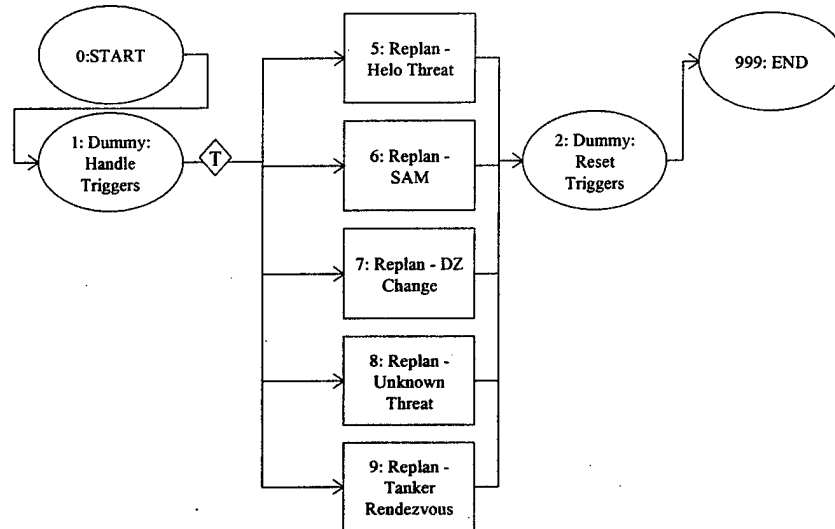 0:START
1: Dummy:
Handle
Triggers
T
5: Replan -
Helo Threat
6: Replan -
SAM
7: Replan - DZ
Change
8: Replan -
Unknown
Threat
9: Replan -
Tanker
Rendezvous
2: Dummy:
Reset
Triggers
999: END